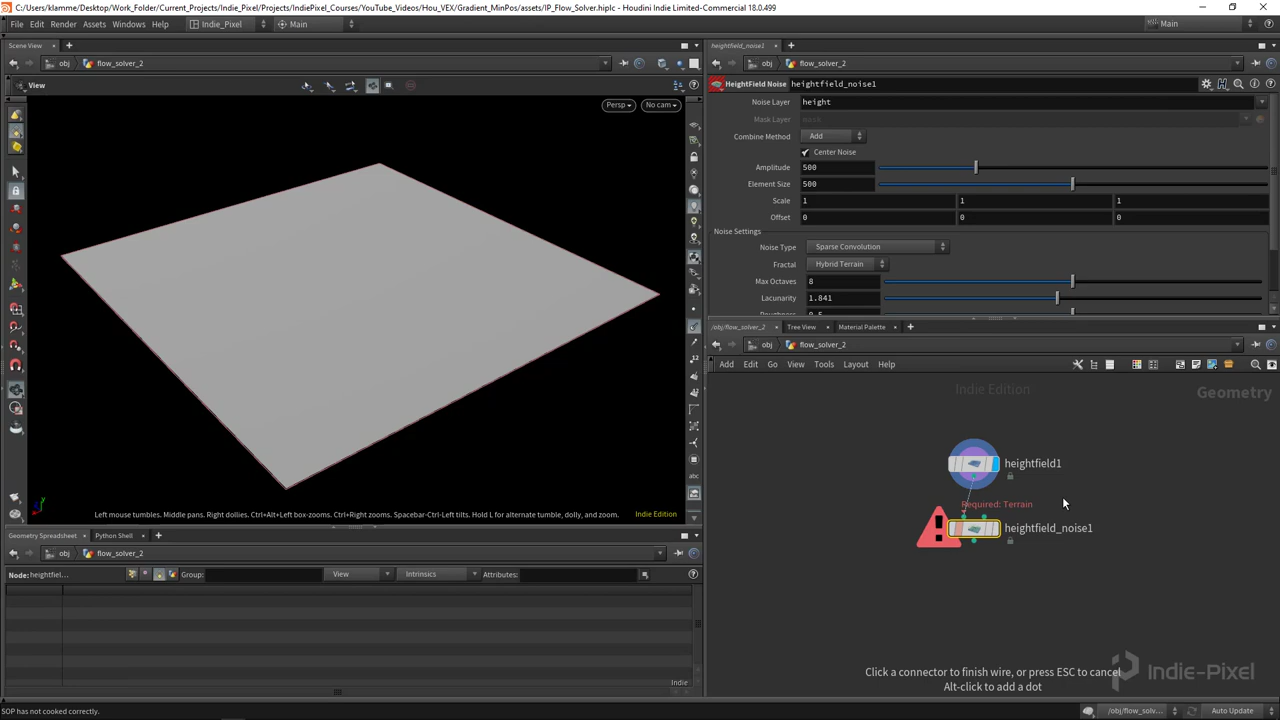 C:/Users/klamme/Desktop/Work_Folder/Current_Projects/Indie_Pixel/Projects/IndiePixel_Courses/YouTube_Videos/Hou_VEX/Gradient_MinPos/assets/IP_Flow_Solver.hiplc - Houdini Indie Limited-Commercial 18.0.499
File Edit Render Assets Windows Help Indie_Pixel Main Main
Scene View
obj flow_solver_2
View
Persp No cam
Left mouse tumbles. Middle pans. Right dollies. Ctrl+Alt+Left box-zooms. Ctrl+Right zooms. Spacebar-Ctrl-Left tilts. Hold L for alternate tumble, dolly, and zoom. Indie Edition
Geometry Spreadsheet Python Shell
obj flow_solver_2
Node: heightfiel... Group: View Intrinsics Attributes:
Indie
SOP has not cooked correctly.
heightfield_noise1
obj flow_solver_2
HeightField Noise heightfield_noise1
Noise Layer height
Mask Layer mask
Combine Method Add
Center Noise
Amplitude 500
Element Size 500
Scale 1 1 1
Offset 0 0 0
Noise Settings
Noise Type Sparse Convolution
Fractal Hybrid Terrain
Max Octaves 8
Lacunarity 1.841
Roughness 0.5
/obj/flow_solver_2 Tree View Material Palette
obj flow_solver_2
Add Edit Go View Tools Layout Help
Indie Edition
Geometry
heightfield1
Required: Terrain
heightfield_noise1
Click a connector to finish wire, or press ESC to cancel
Alt-click to add a dot
Indie-Pixel
/obj/flow_solv... Auto Update